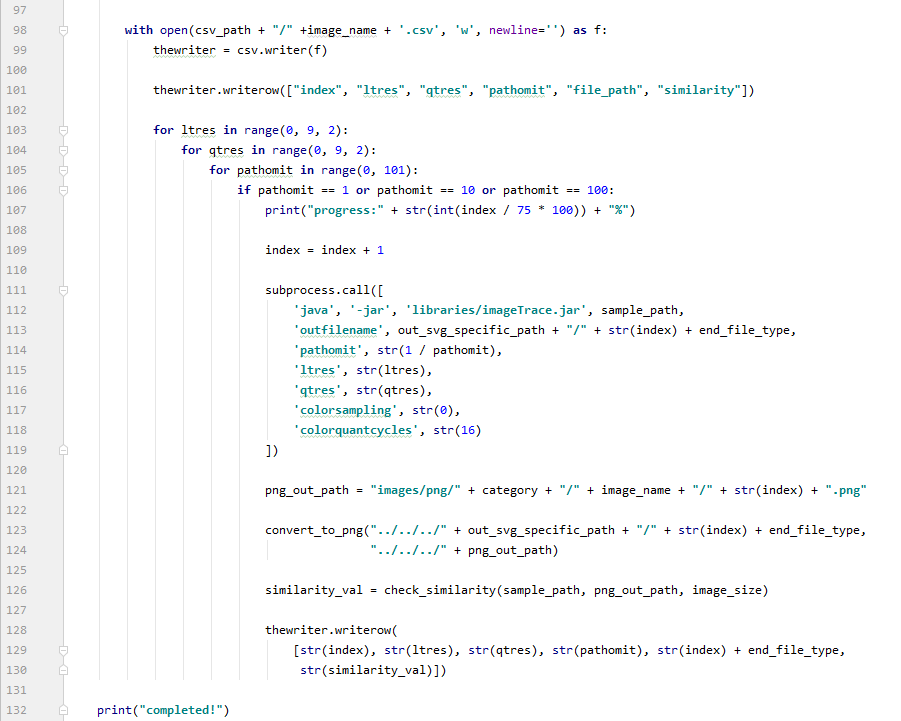 97
98 with open(csv_path + "/" +image_name + '.csv', 'w', newline='') as f:
99 thewriter = csv.writer(f)
100
101 thewriter.writerow(["index", "ltres", "qtres", "pathomit", "file_path", "similarity"])
102
103 for ltres in range(0, 9, 2):
104 for qtres in range(0, 9, 2):
105 for pathomit in range(0, 101):
106 if pathomit == 1 or pathomit == 10 or pathomit == 100:
107 print("progress:" + str(int(index / 75 * 100)) + "%")
108
109 index = index + 1
110
111 subprocess.call([
112 'java', '-jar', 'libraries/imageTrace.jar', sample_path,
113 'outfilename', out_svg_specific_path + "/" + str(index) + end_file_type,
114 'pathomit', str(1 / pathomit),
115 'ltres', str(ltres),
116 'qtres', str(qtres),
117 'colorsampling', str(0),
118 'colorquantcycles', str(16)
119 ])
120
121 png_out_path = "images/png/" + category + "/" + image_name + "/" + str(index) + ".png"
122
123 convert_to_png("../../../" + out_svg_specific_path + "/" + str(index) + end_file_type,
124 "../../../" + png_out_path)
125
126 similarity_val = check_similarity(sample_path, png_out_path, image_size)
127
128 thewriter.writerow(
129 [str(index), str(ltres), str(qtres), str(pathomit), str(index) + end_file_type,
130 str(similarity_val)])
131
132 print("completed!")